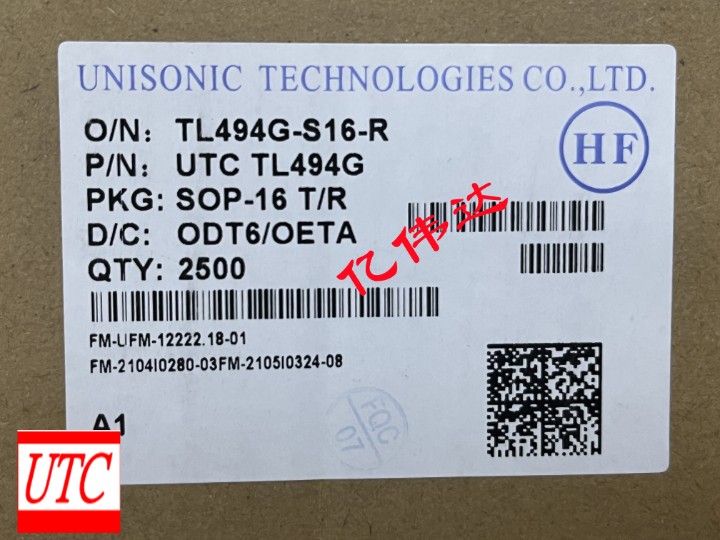 UNISONIC TECHNOLOGIES CO.,LTD.
O/N: TL494G-S16-R
HF
P/N: UTC TL494G
PKG: SOP-16 T/R
D/C: ODT6/OETA
QTY: 2500
亿伟达
FM-UFM-12222.18-01
FM-2104I0280-03FM-2105I0324-08
A1
FQC
07
UTC